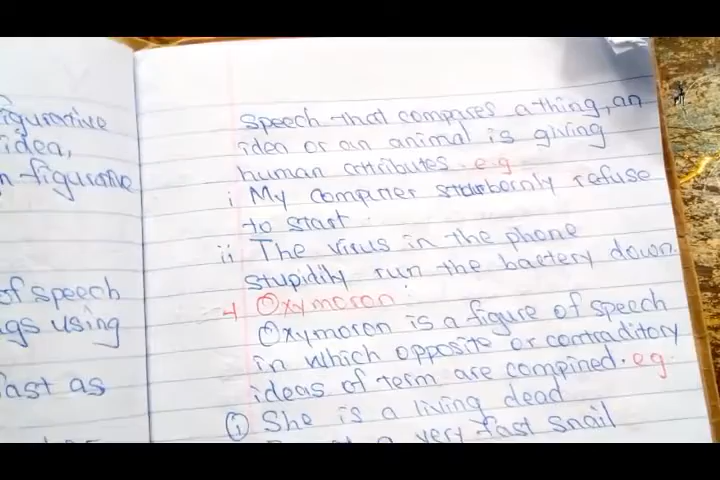 figurative
idea,
n figurative
of speech
gs using
fast as
Speech that compares a thing, an
idea or an animal is giving
human attributes. e.g
i My computer sturbornly refuse
to start.
ii The virus in the phone
stupidily run the battery down.
4 Oxymoron
Oxymoron is a figure of speech
in which opposite or contraditory
ideas of term are compined. e.g
(i) She is a living dead
a very fast snail